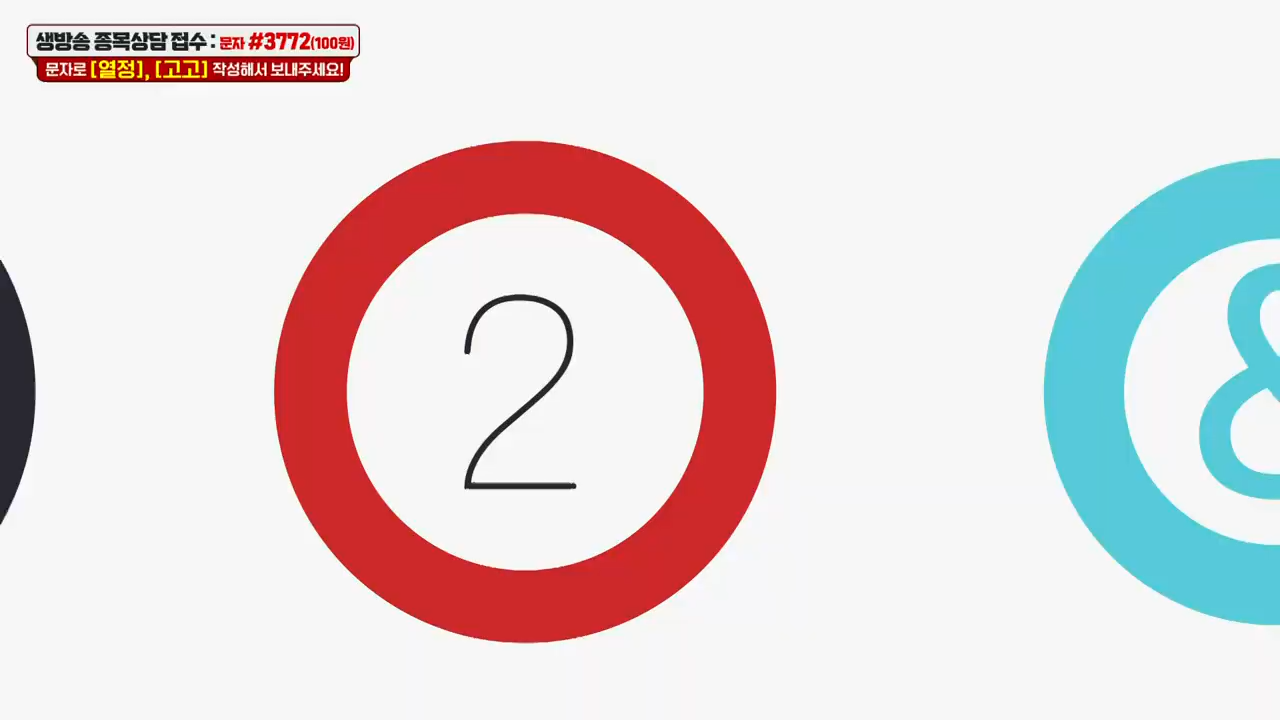 생방송 종목상담 접수 : 문자 #3772(100원)
문자로 [열정], [고고] 작성해서 보내주세요!
2
&